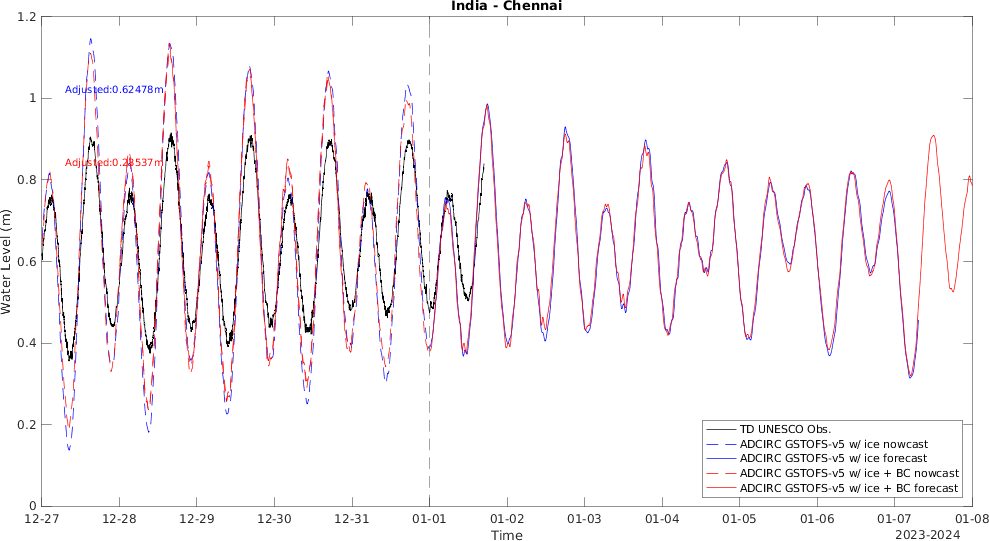 India - Chennai
1.2
1
0.8
0.6
0.4
0.2
0
Water Level (m)
Adjusted:0.62478m
Adjusted:0.28537m
TD UNESCO Obs.
ADCIRC GSTOFS-v5 w/ ice nowcast
ADCIRC GSTOFS-v5 w/ ice forecast
ADCIRC GSTOFS-v5 w/ ice + BC nowcast
ADCIRC GSTOFS-v5 w/ ice + BC forecast
12-27 12-28 12-29 12-30 12-31 01-01 01-02 01-03 01-04 01-05 01-06 01-07 01-08
Time
2023-2024